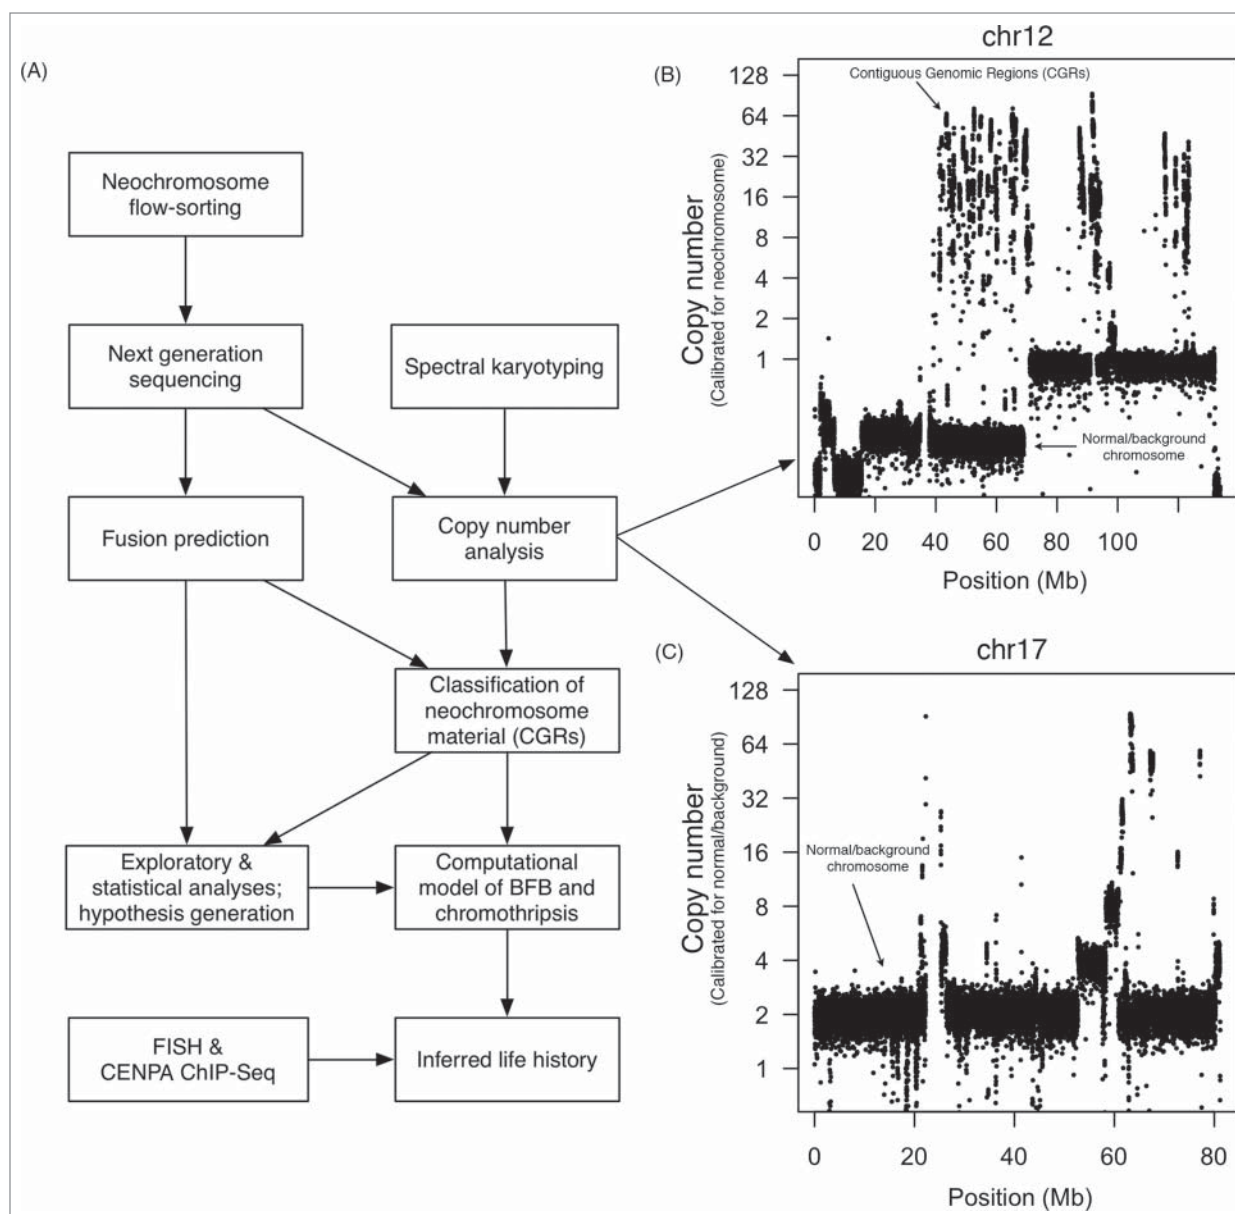 (A)
Neochromosome
flow-sorting
Next generation
sequencing
Spectral karyotyping
Fusion prediction
Copy number
analysis
Classification of
neochromosome
material (CGRs)
Exploratory &
statistical analyses;
hypothesis generation
Computational
model of BFB and
chromothripsis
FISH &
CENPA ChIP-Seq
Inferred life history
(B)
chr12
Contiguous Genomic Regions (CGRs)
Copy number
(Calibrated for neochromosome)
128
64
32
16
8
4
2
1
Normal/background
chromosome
0 20 40 60 80 100
Position (Mb)
(C)
chr17
Copy number
(Calibrated for normal/background)
128
64
32
16
8
4
2
1
Normal/background
chromosome
0 20 40 60 80
Position (Mb)